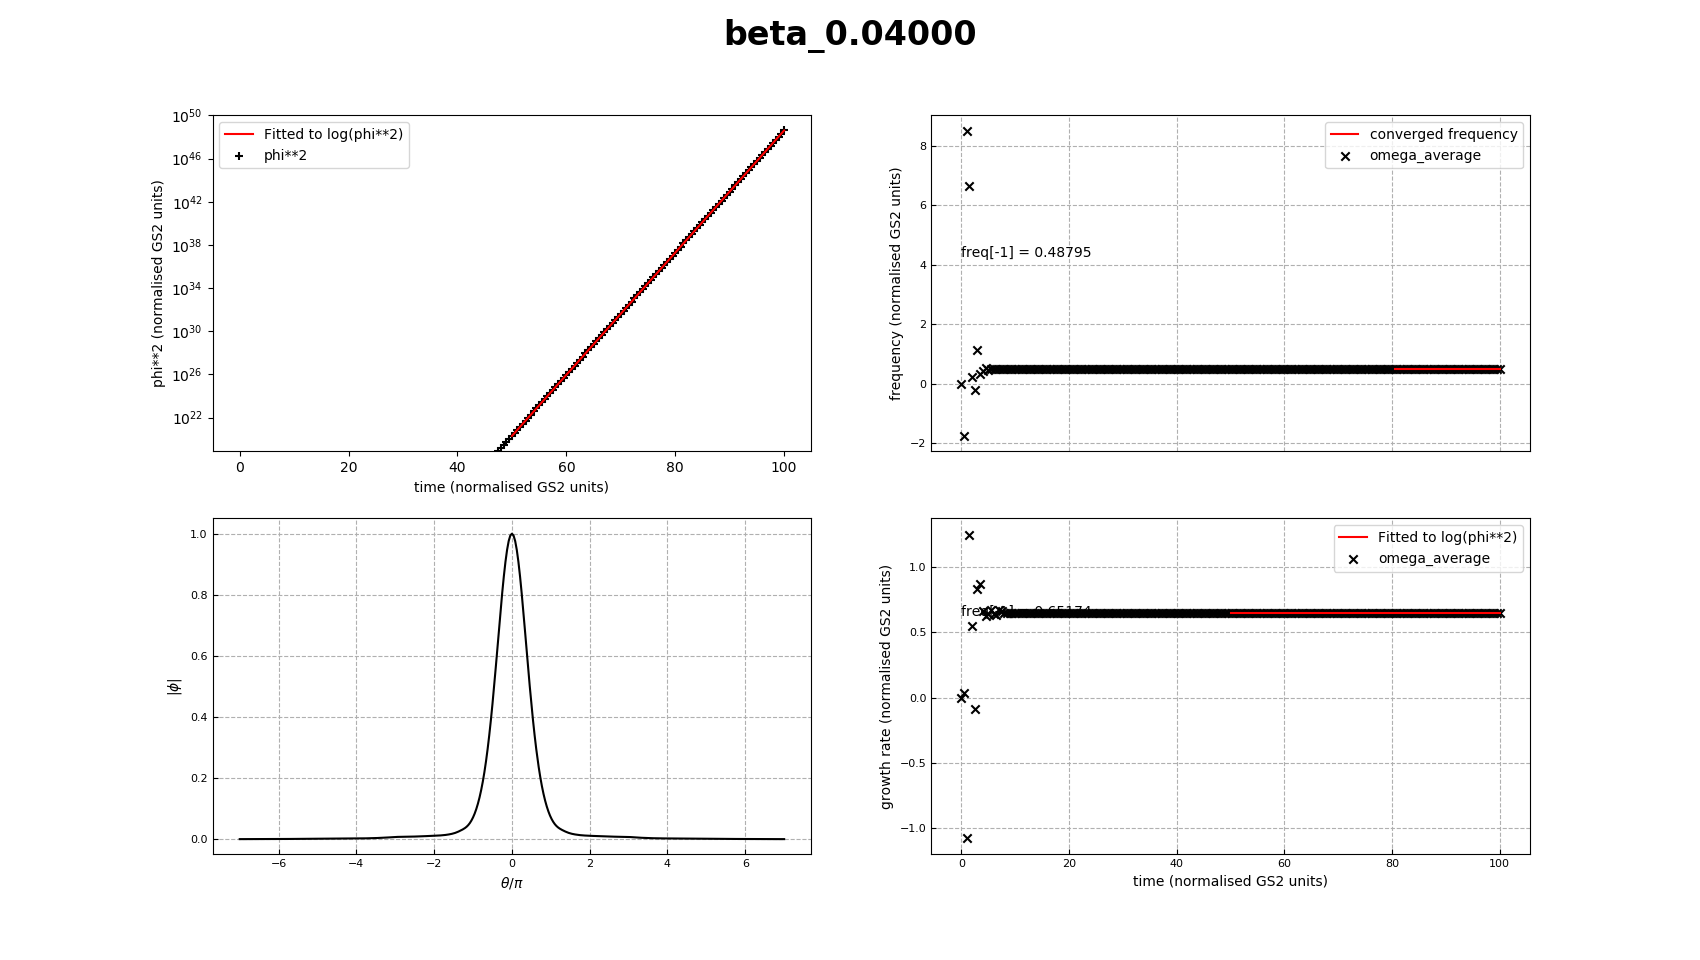 beta_0.04000
10^50
10^46
10^42
10^38
10^34
10^30
10^26
10^22
phi**2 (normalised GS2 units)
Fitted to log(phi**2)
phi**2
0 20 40 60 80 100
time (normalised GS2 units)
8
6
4
2
0
−2
frequency (normalised GS2 units)
converged frequency
omega_average
freq[-1] = 0.48795
1.0
0.8
0.6
0.4
0.2
0.0
|ϕ|
−6 −4 −2 0 2 4 6
θ/π
1.0
0.5
0.0
−0.5
−1.0
growth rate (normalised GS2 units)
Fitted to log(phi**2)
omega_average
0 20 40 60 80 100
time (normalised GS2 units)